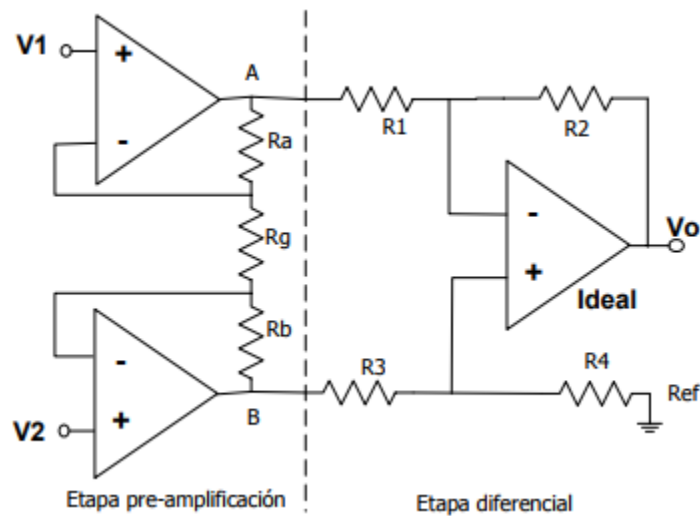 V1
+
-
A
Ra
Rg
Rb
-
+
V2
B
R1
R2
-
+
Ideal
Vo
R3
R4
Ref
Etapa pre-amplificación
Etapa diferencial